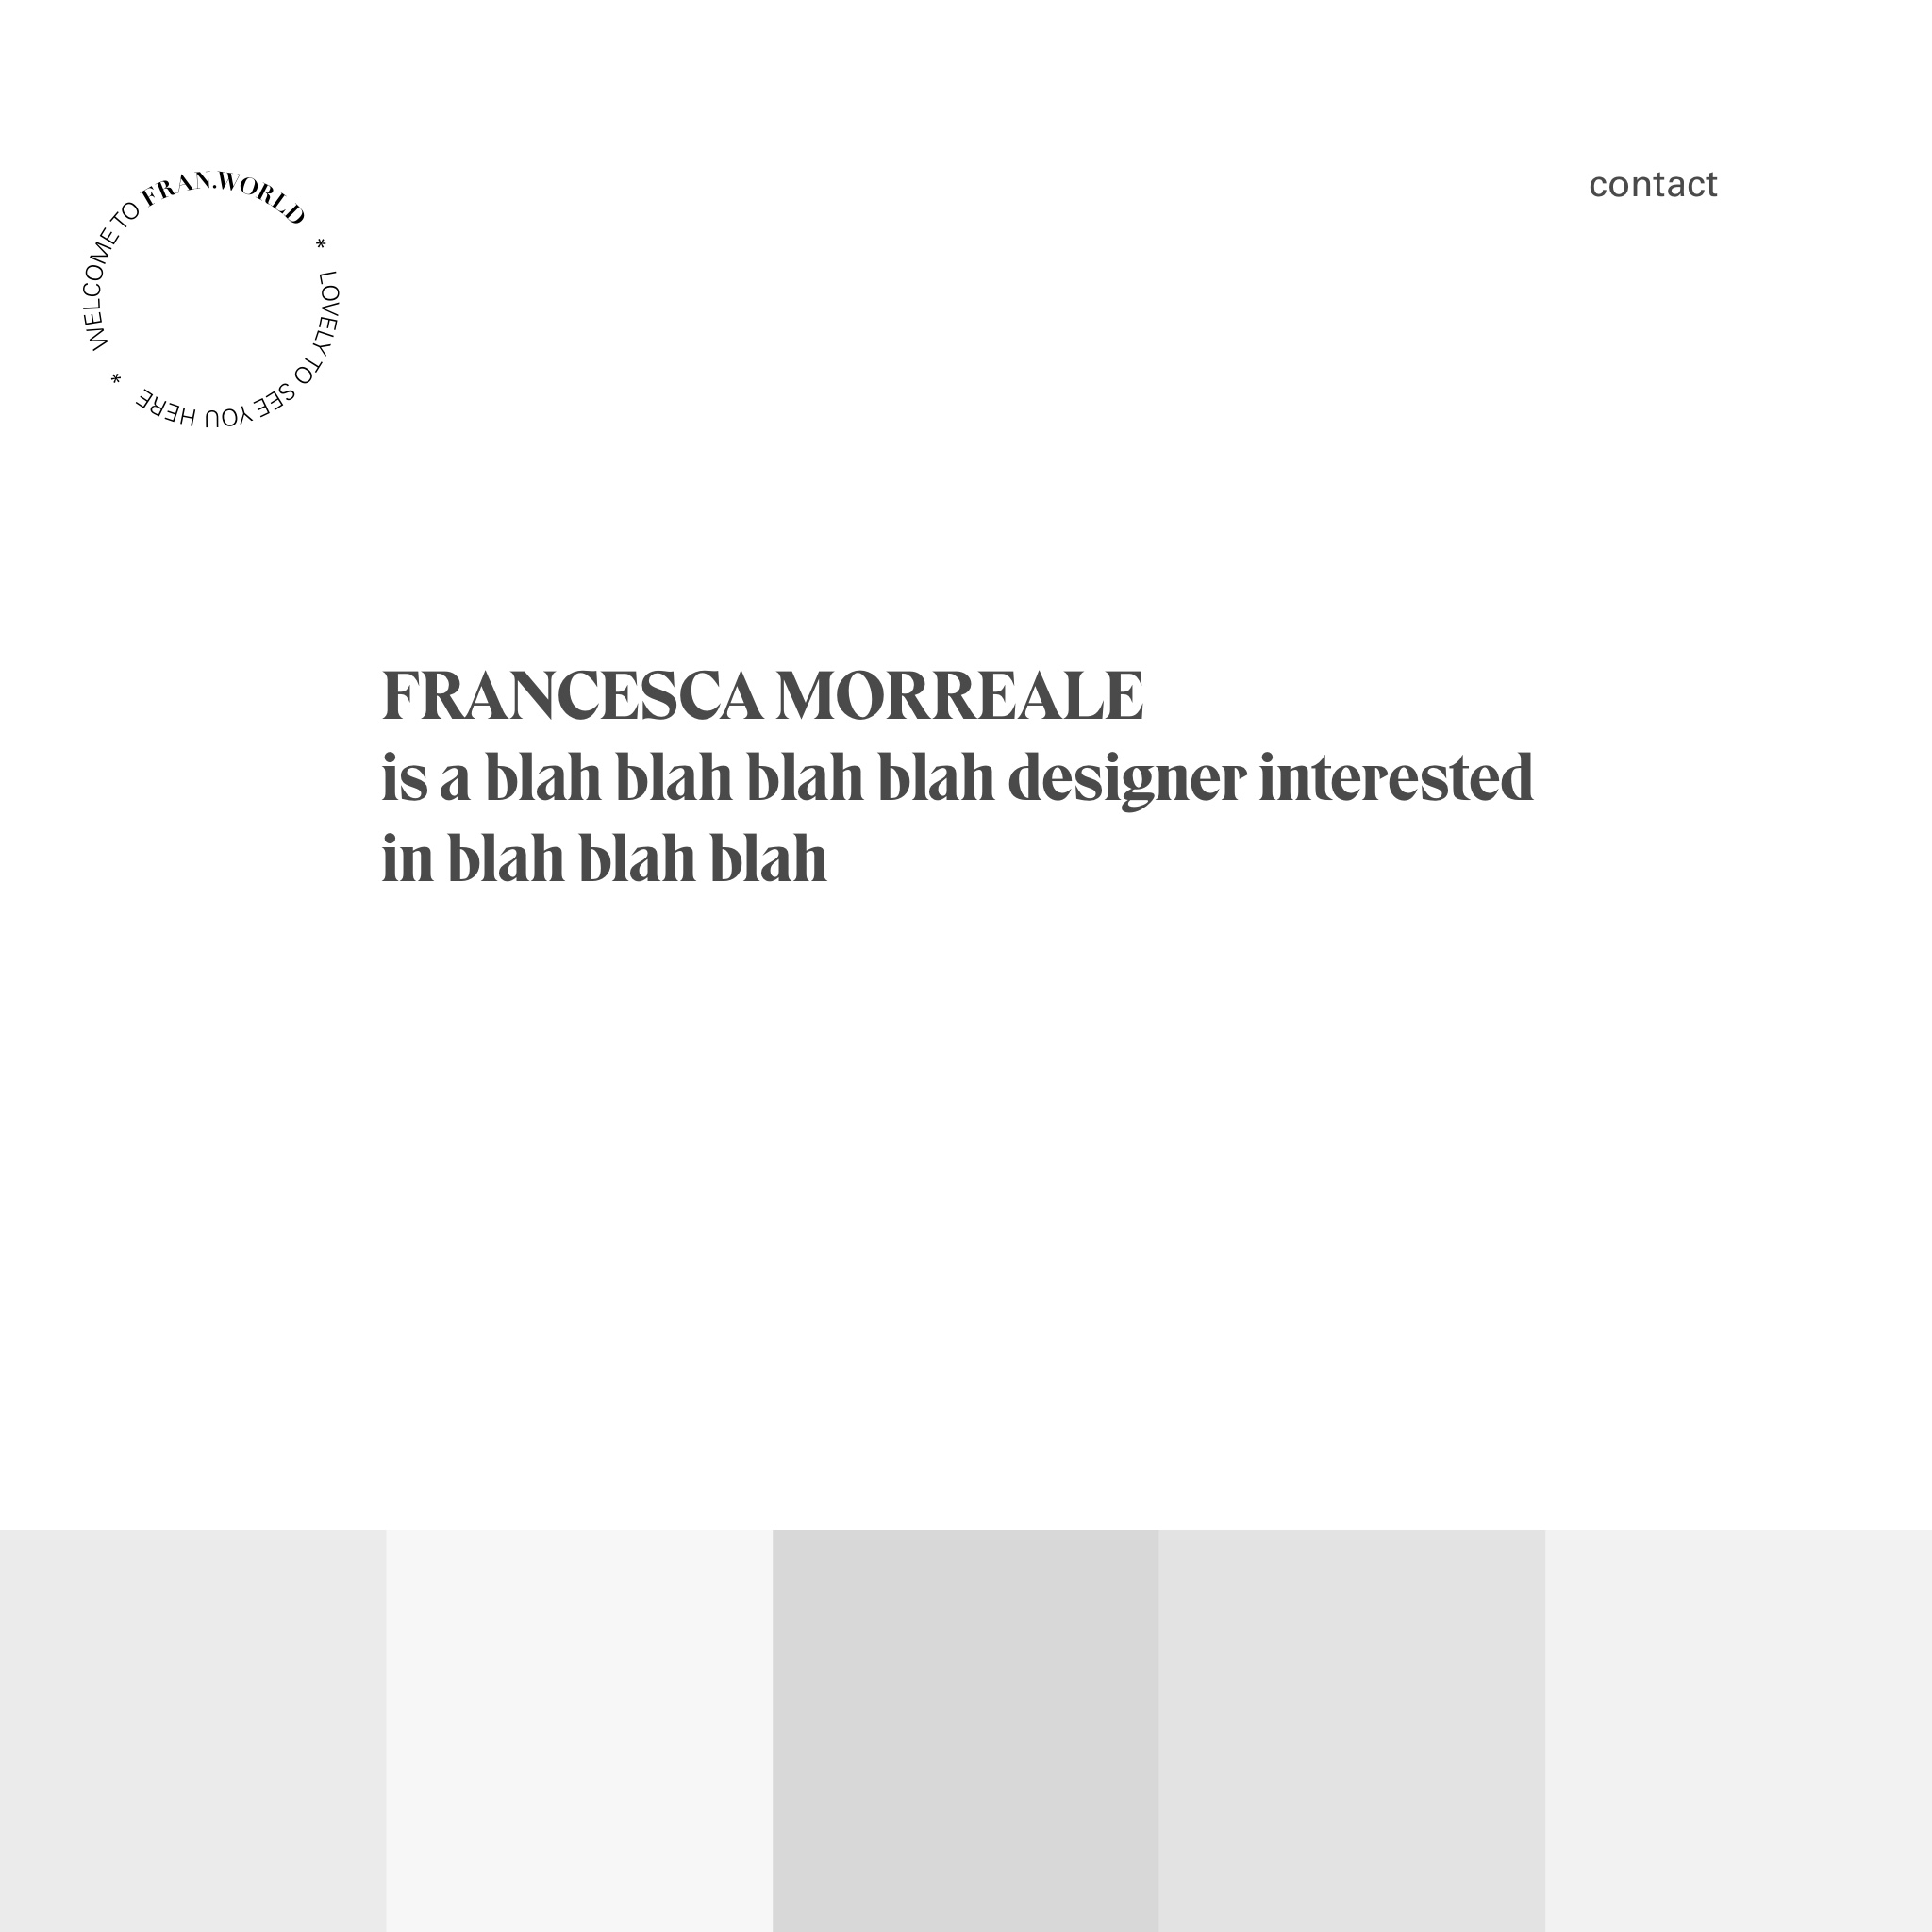 WELCOME TO FRAN.WORLD * LOVELY TO SEE YOU HERE *
contact
FRANCESCA MORREALE
is a blah blah blah blah designer interested
in blah blah blah